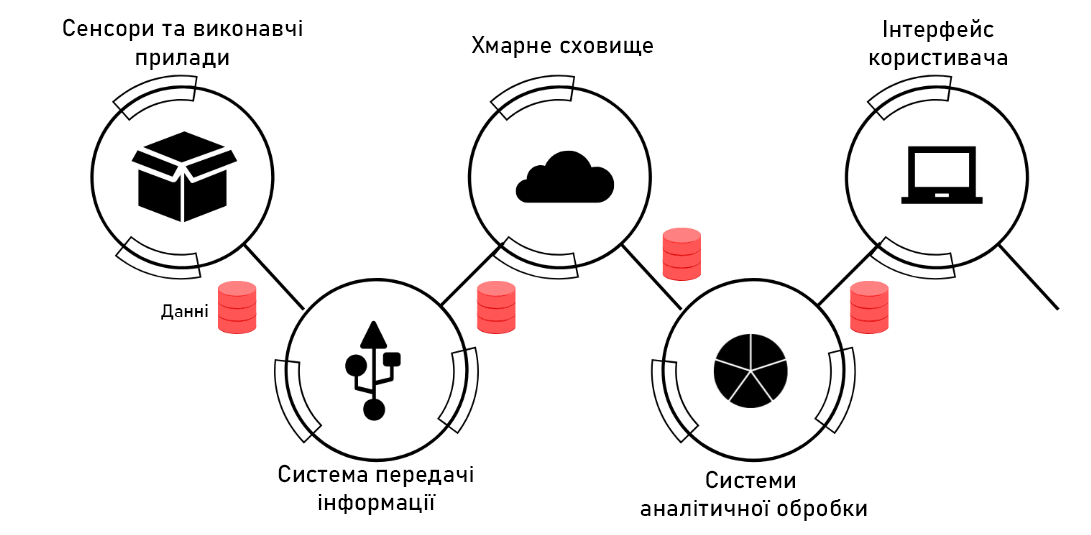 Сенсори та виконавчі
прилади
Хмарне сховище
Інтерфейс
користивача
Данні
Система передачі
інформації
Системи
аналітичної обробки